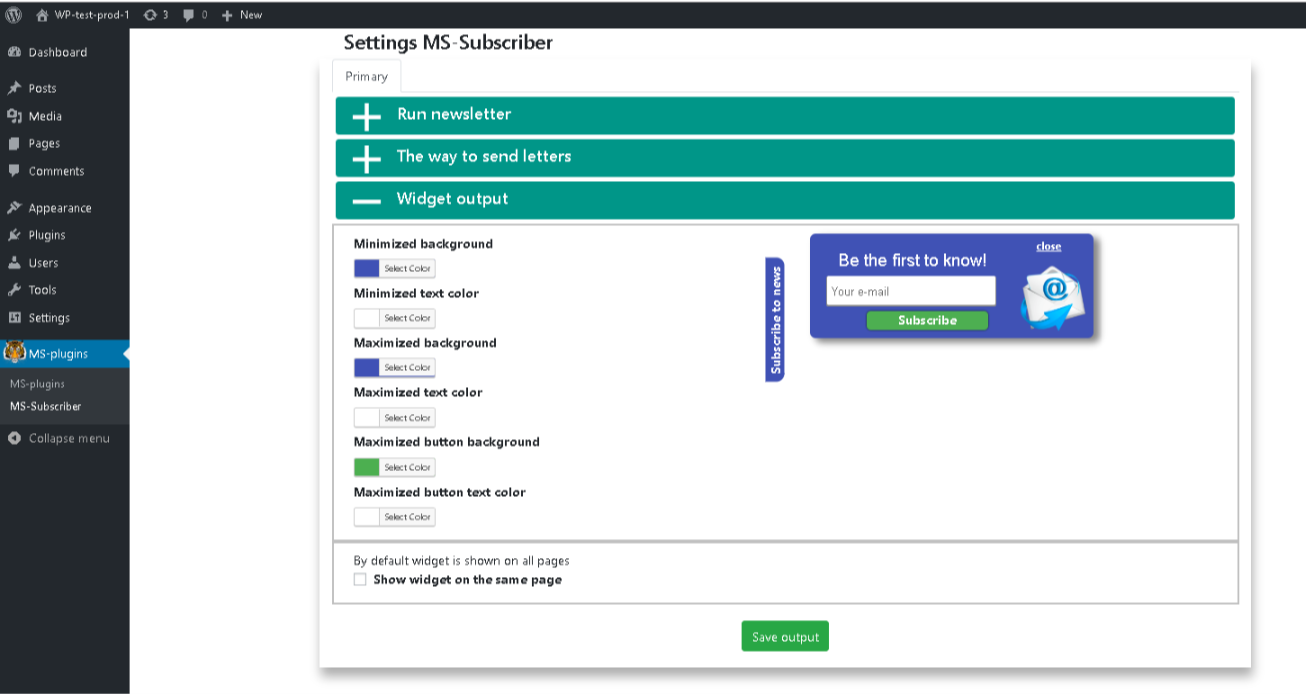 WP-test-prod-1 3 0 New
Dashboard
Posts
Media
Pages
Comments
Appearance
Plugins
Users
Tools
Settings
MS-plugins
MS-plugins
MS-Subscriber
Collapse menu
Settings MS-Subscriber
Primary
Run newsletter
The way to send letters
Widget output
Minimized background
Select Color
Minimized text color
Select Color
Maximized background
Select Color
Maximized text color
Select Color
Maximized button background
Select Color
Maximized button text color
Select Color
Subscribe to news
close
Be the first to know!
Your e-mail
Subscribe
@
By default widget is shown on all pages
Show widget on the same page
Save output